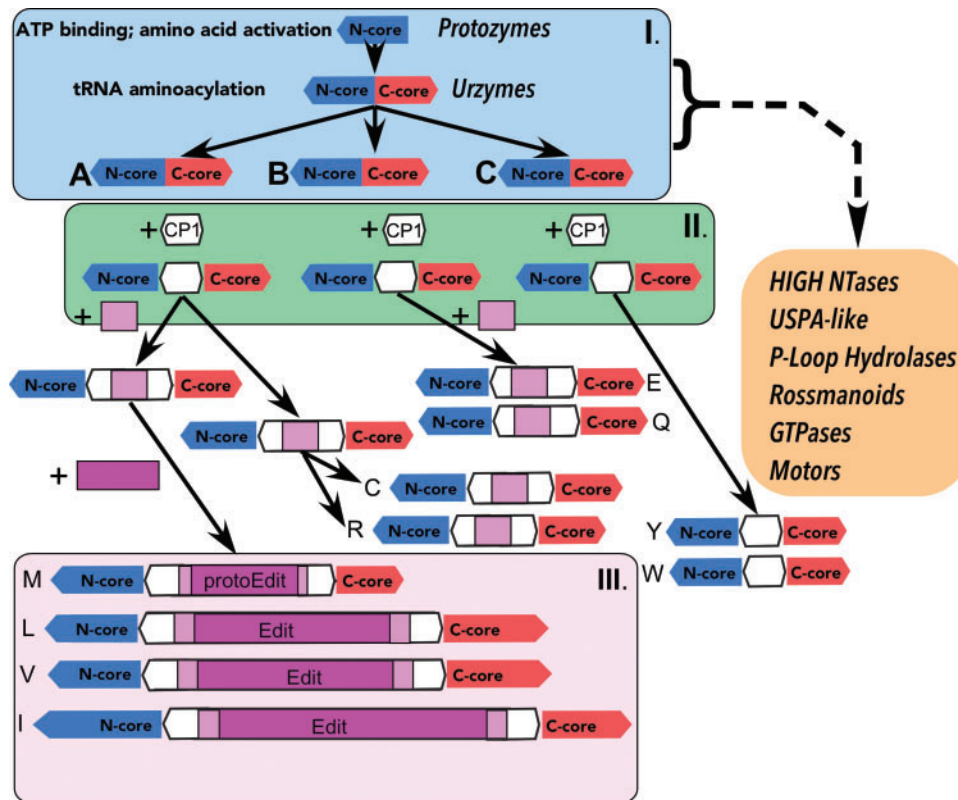 ATP binding; amino acid activation N-core Protozymes I.
tRNA aminoacylation N-core C-core Urzymes
A N-core C-core B N-core C-core C N-core C-core
+ CP1 + CP1 + CP1 II.
N-core C-core N-core C-core N-core C-core
+ +
HIGH NTases
USPA-like
P-Loop Hydrolases
Rossmanoids
GTPases
Motors
N-core C-core N-core C-core E
N-core C-core N-core C-core Q
+
C N-core C-core
R N-core C-core
Y N-core C-core
W N-core C-core
III.
M N-core protoEdit C-core
L N-core Edit C-core
V N-core Edit C-core
I N-core Edit C-core